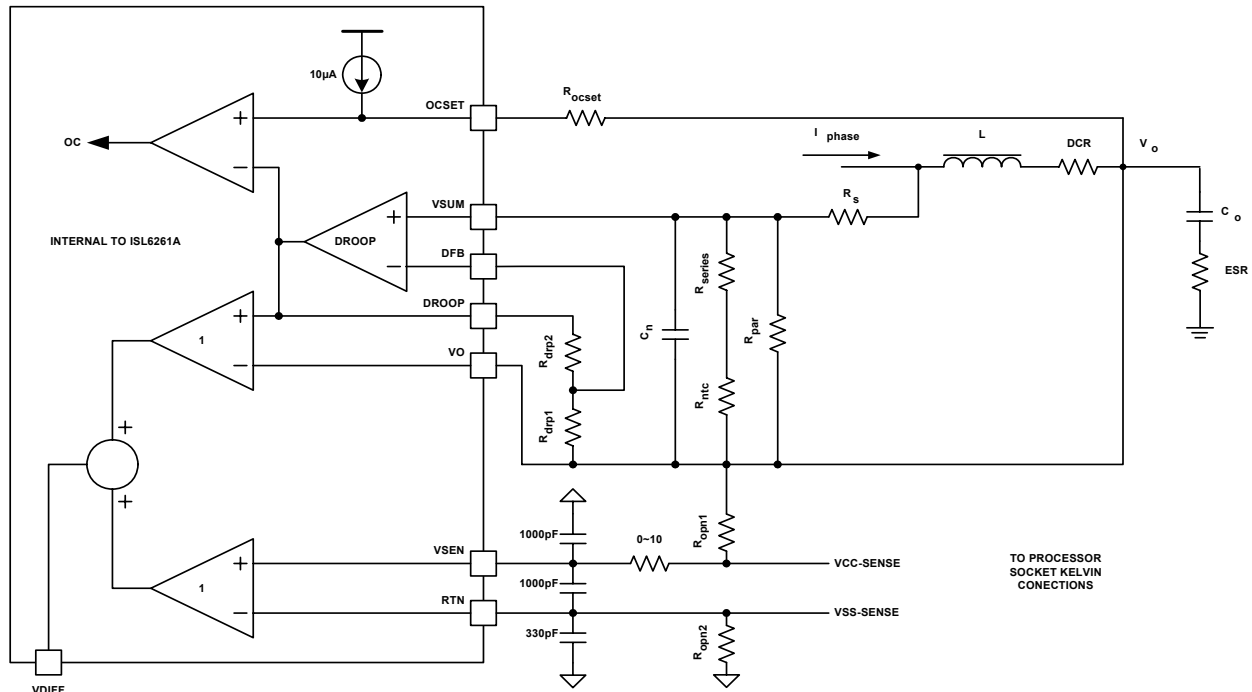 10µA
OCSET
R ocset
OC
+
−
I phase
L
DCR
V o
R s
C o
ESR
VSUM
+
DROOP
−
INTERNAL TO ISL6261A
DFB
DROOP
+
1
−
VO
R drp2
R drp1
C n
R series
R ntc
R par
+
+
1000pF
0~10
R opn1
VSEN
VCC-SENSE
TO PROCESSOR
SOCKET KELVIN
CONECTIONS
+
1
−
1000pF
RTN
VSS-SENSE
330pF
R opn2
VDIFF